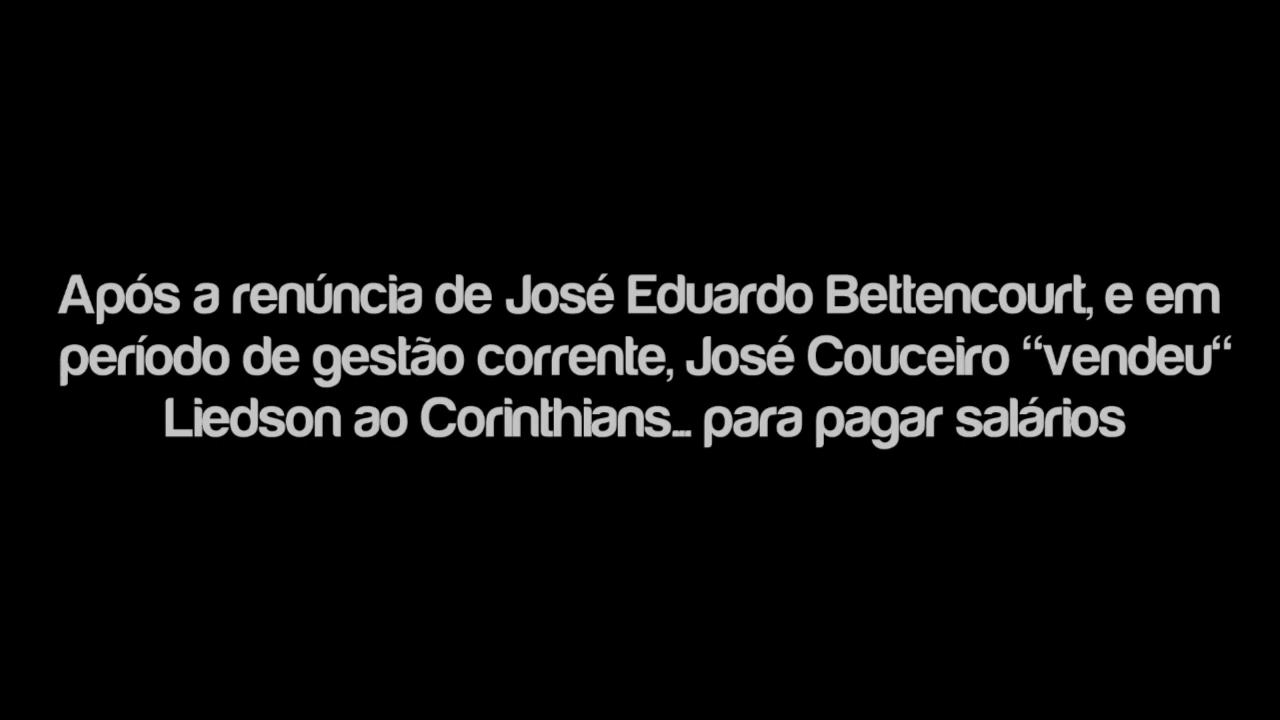 Após a renúncia de José Eduardo Bettencourt, e em
período de gestão corrente, José Couceiro “vendeu“
Liedson ao Corinthians... para pagar salários